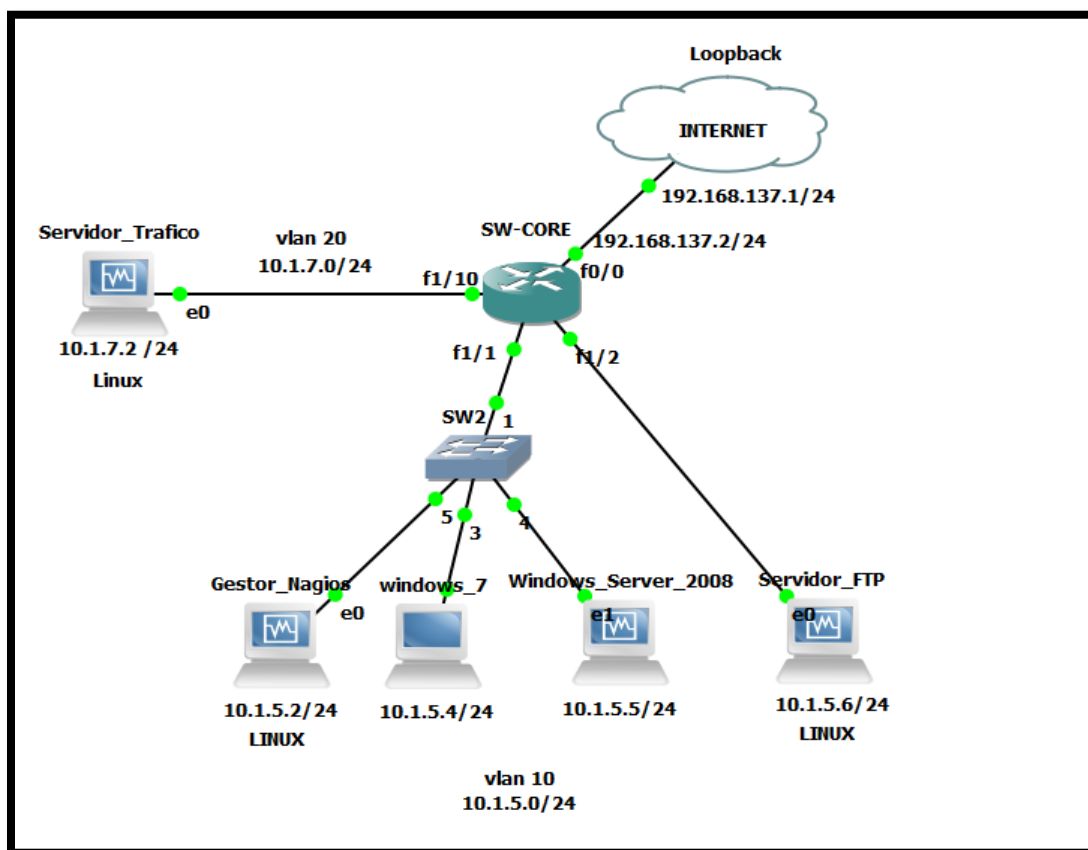 Loopback
INTERNET
192.168.137.1/24
Servidor_Trafico
vlan 20
SW-CORE
192.168.137.2/24
10.1.7.0/24
f1/10
f0/0
e0
10.1.7.2 /24
Linux
f1/1
f1/2
SW2
1
5
3
4
Gestor_Nagios
windows_7
Windows_Server_2008
Servidor_FTP
e0
e1
e0
10.1.5.2/24
10.1.5.4/24
10.1.5.5/24
10.1.5.6/24
LINUX
LINUX
vlan 10
10.1.5.0/24